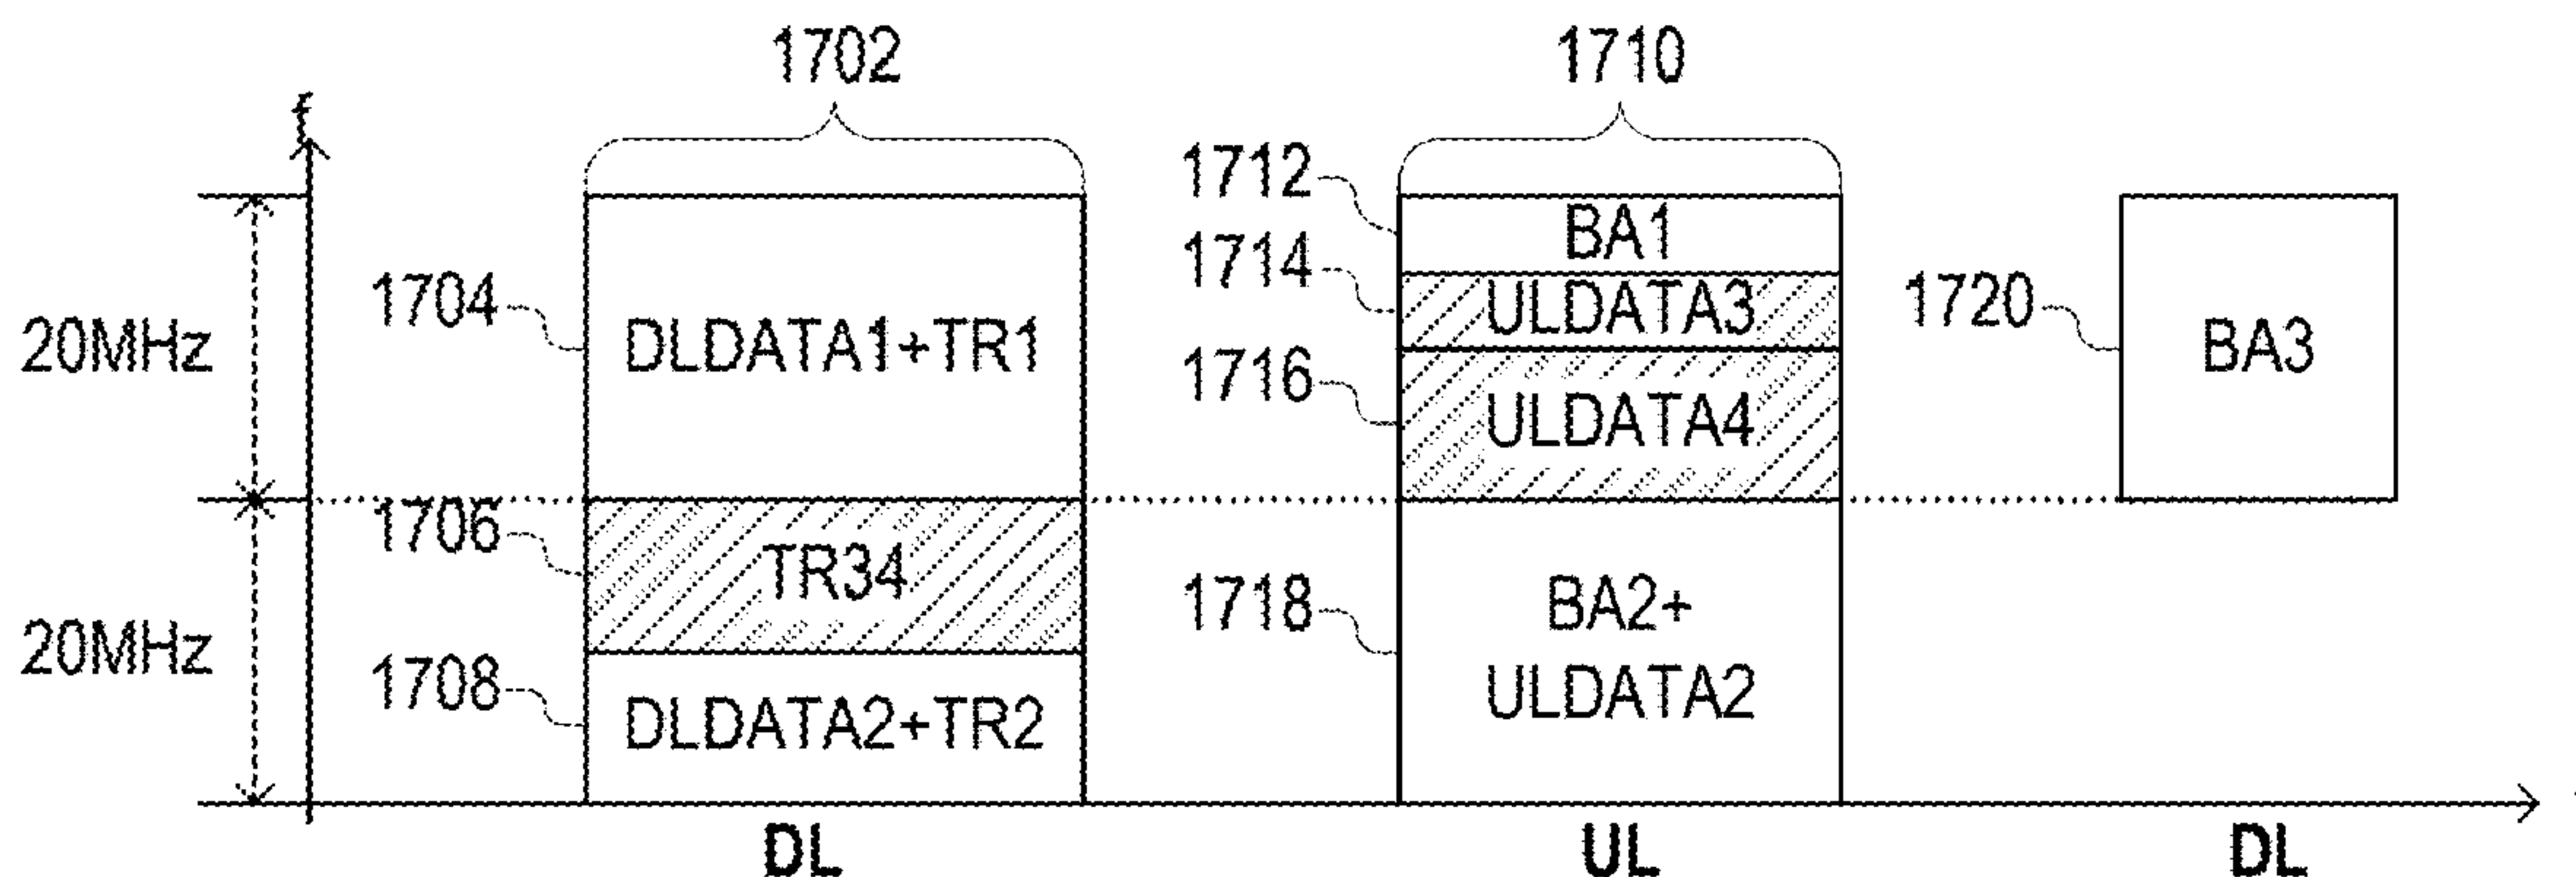 1702
1710
f
1712
BA1
1714
ULDATA3
1704
20MHz
DLDATA1+TR1
1720
BA3
1716
ULDATA4
1706
TR34
1718
BA2+
20MHz
1708
DLDATA2+TR2
ULDATA2
DL
UL
DL